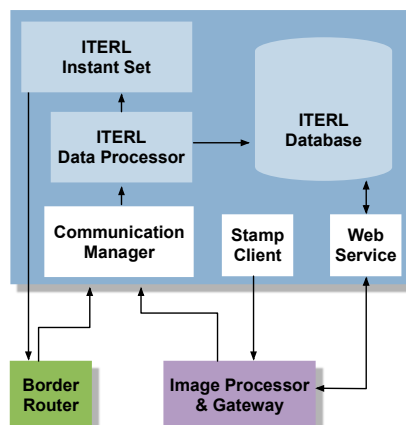 ITERL
Instant Set
ITERL
Data Processor
ITERL
Database
Communication
Manager
Stamp
Client
Web
Service
Border
Router
Image Processor
& Gateway